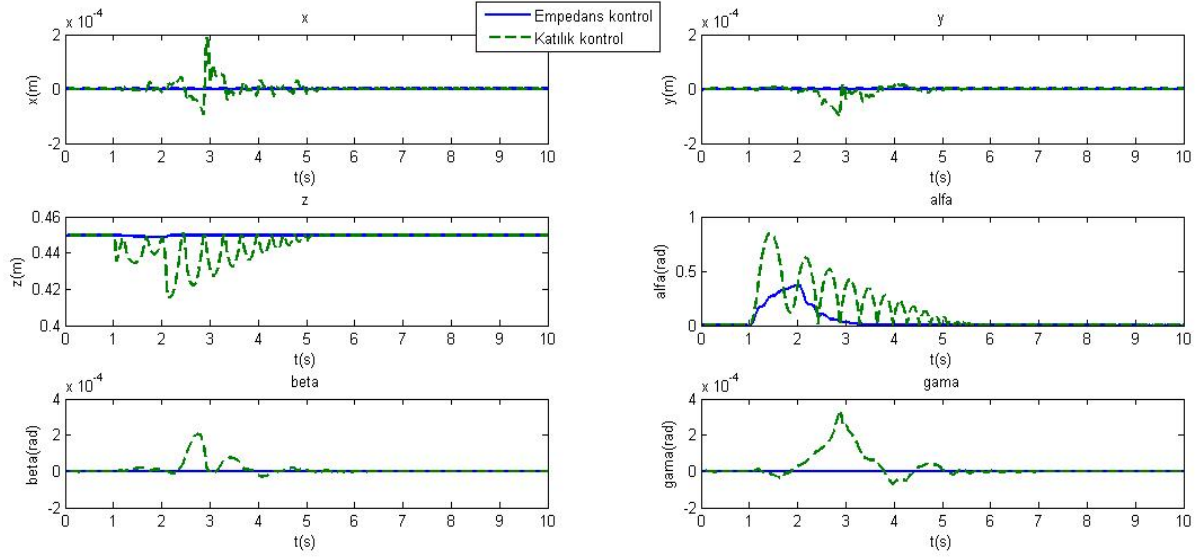 Empedans kontrol
Katılık kontrol
x
x 10-4
2
0
-2
x(m)
0 1 2 3 4 5 6 7 8 9 10
t(s)
y
x 10-4
2
0
-2
y(m)
0 1 2 3 4 5 6 7 8 9 10
t(s)
z
0.46
0.44
0.42
0.4
z(m)
0 1 2 3 4 5 6 7 8 9 10
t(s)
alfa
1
0.5
0
alfa(rad)
0 1 2 3 4 5 6 7 8 9 10
t(s)
beta
x 10-4
4
2
0
-2
beta(rad)
0 1 2 3 4 5 6 7 8 9 10
t(s)
gama
x 10-4
4
2
0
-2
gama(rad)
0 1 2 3 4 5 6 7 8 9 10
t(s)